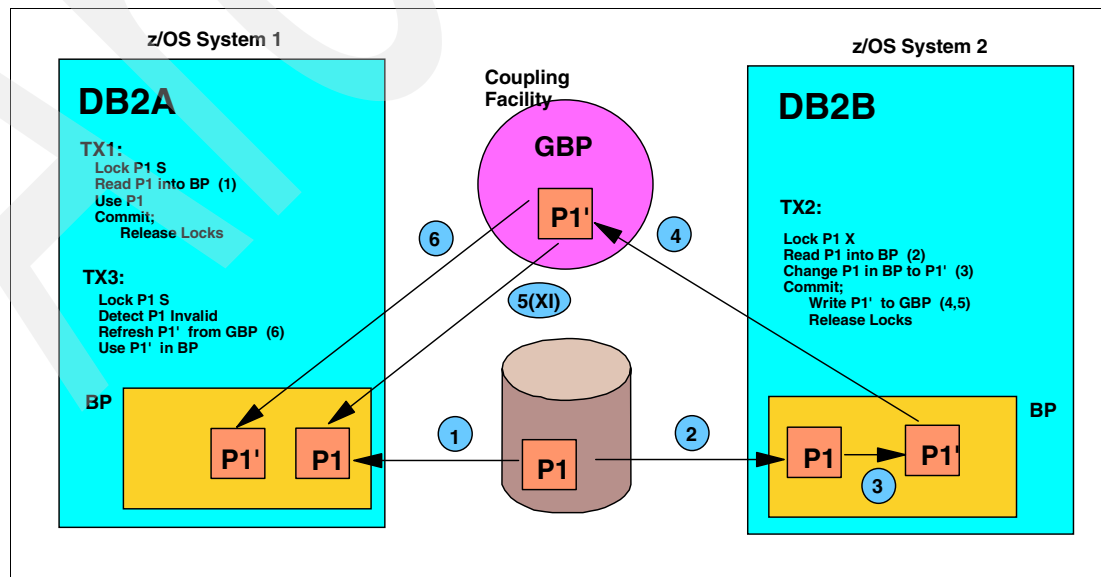 z/OS System 1
DB2A
TX1:
Lock P1 S
Read P1 into BP (1)
Use P1
Commit;
Release Locks
TX3:
Lock P1 S
Detect P1 Invalid
Refresh P1' from GBP (6)
Use P1' in BP
BP
P1'
P1
Coupling
Facility
GBP
P1'
6
4
5(XI)
1
2
P1
z/OS System 2
DB2B
TX2:
Lock P1 X
Read P1 into BP (2)
Change P1 in BP to P1' (3)
Commit;
Write P1' to GBP (4,5)
Release Locks
BP
P1
P1'
3